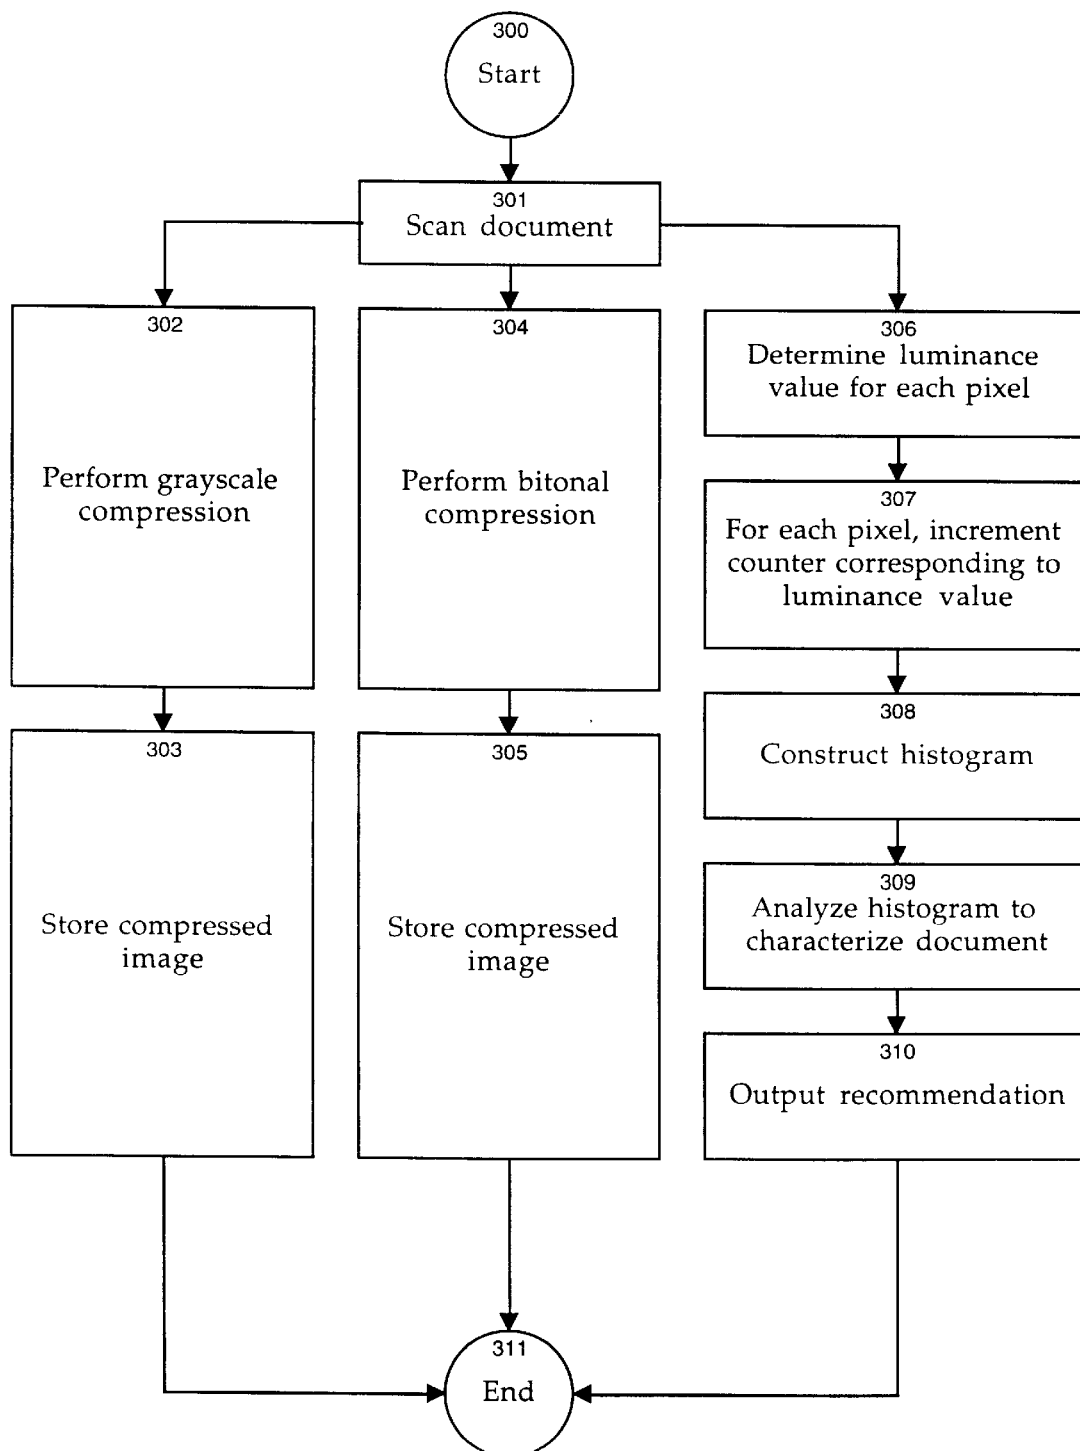 300
Start
301
Scan document
302
Perform grayscale
compression
303
Store compressed
image
304
Perform bitonal
compression
305
Store compressed
image
306
Determine luminance
value for each pixel
307
For each pixel, increment
counter corresponding to
luminance value
308
Construct histogram
309
Analyze histogram to
characterize document
310
Output recommendation
311
End